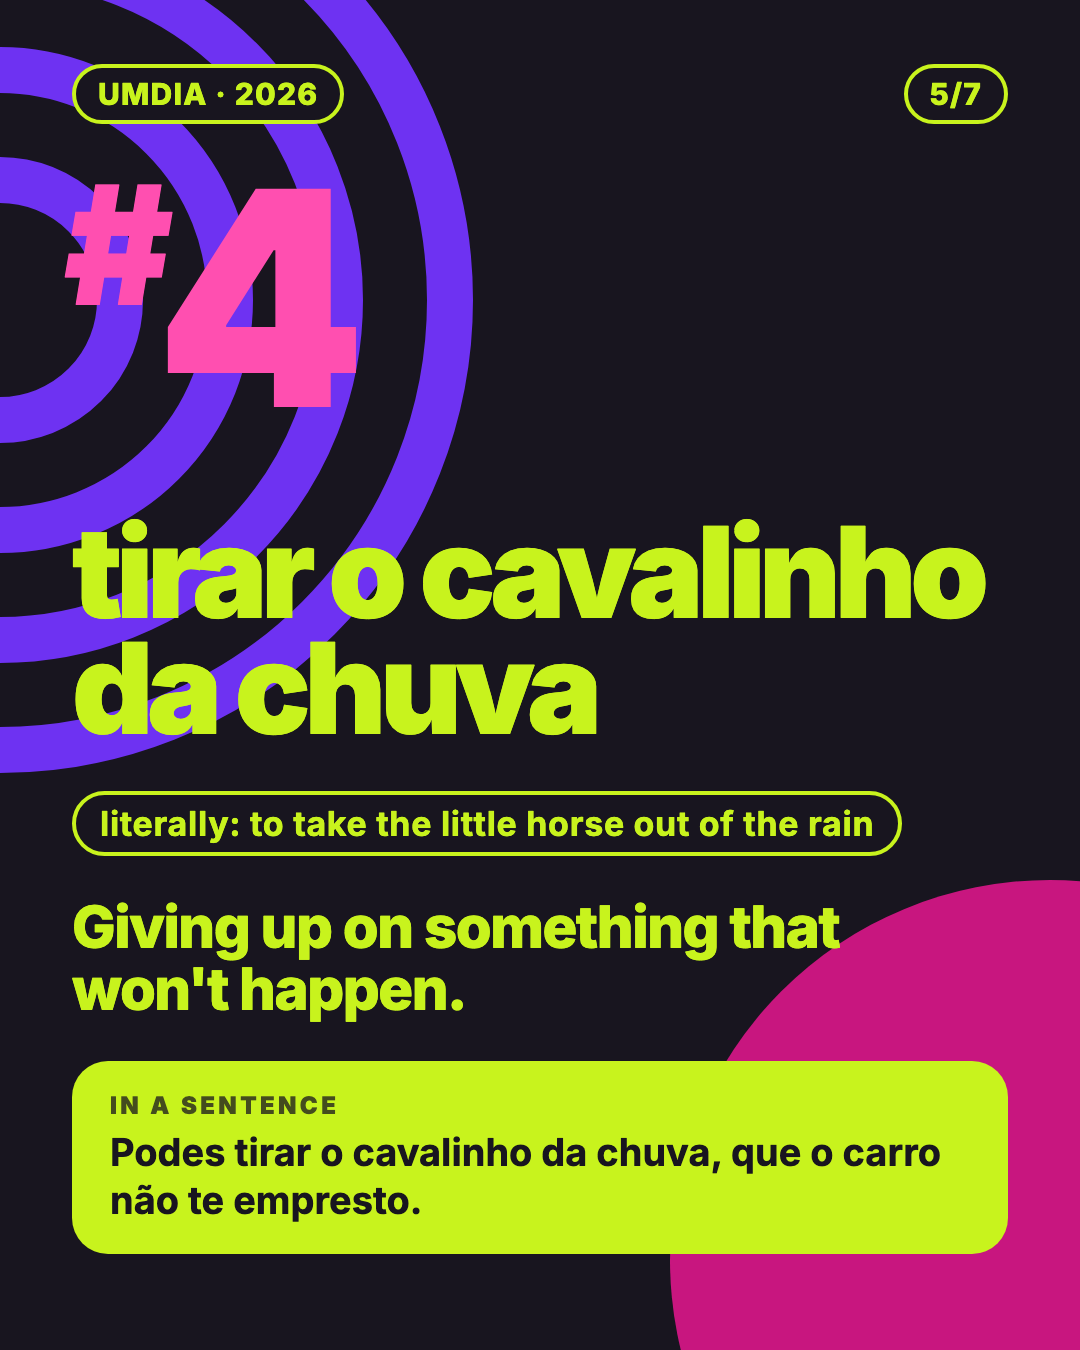 UMDIA · 2026
5/7
#4
tirar o cavalinho
da chuva
literally: to take the little horse out of the rain
Giving up on something that
won't happen.
IN A SENTENCE
Podes tirar o cavalinho da chuva, que o carro
não te empresto.